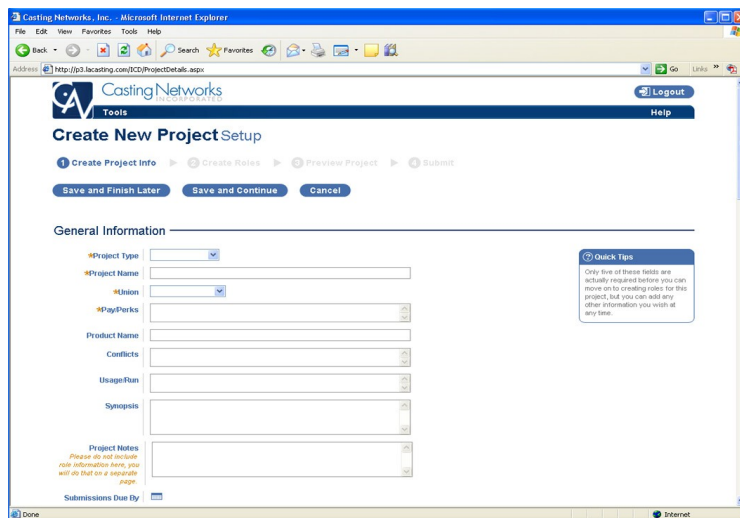 Casting Networks, Inc. - Microsoft Internet Explorer
File Edit View Favorites Tools Help
Back Search Favorites
Address http://p3.lacasting.com/ICD/ProjectDetails.aspx Go Links »
Casting Networks
INCORPORATED
Logout
Tools Help
Create New Project Setup
1 Create Project Info 2 Create Roles 3 Preview Project 4 Submit
Save and Finish Later Save and Continue Cancel
General Information
*Project Type
*Project Name
*Union
*Pay/Perks
Product Name
Conflicts
Usage/Run
Synopsis
Project Notes
Please do not include
role information here, you
will do that on a separate
page.
Submissions Due By
? Quick Tips
Only five of these fields are
actually required before you can
move on to creating roles for this
project, but you can add any
other information you wish at
any time.
Done Internet